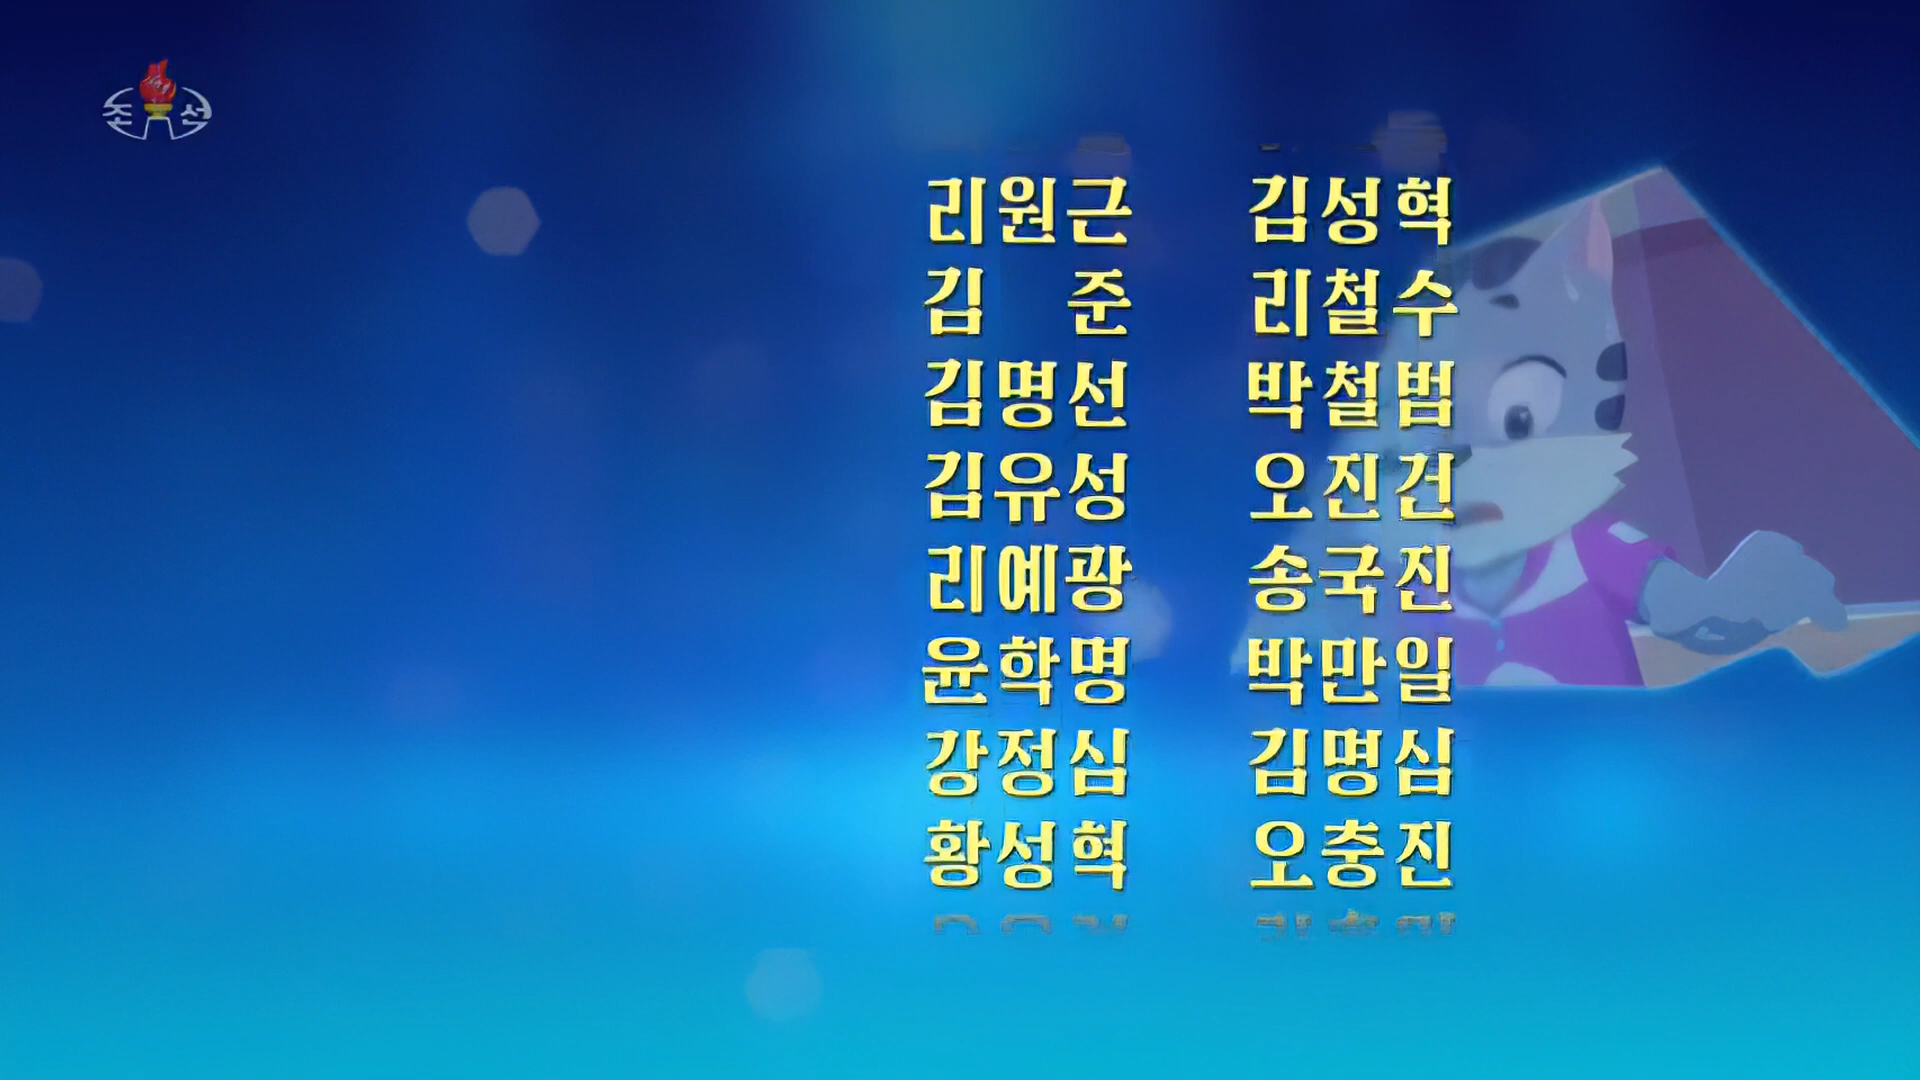 조선
리원근 김성혁
김 준 리철수
김명선 박철범
김유성 오진건
리예광 송국진
윤학명 박만일
강정심 김명심
황성혁 오충진